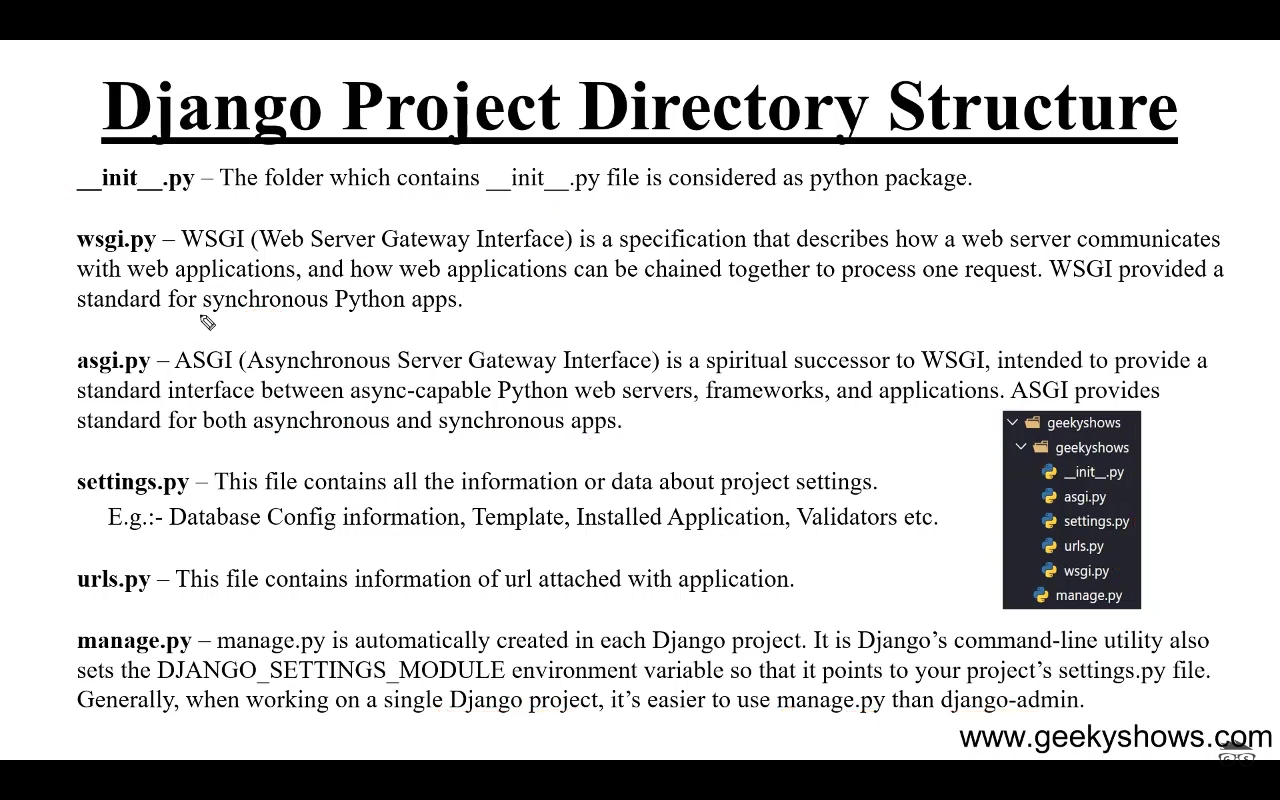 Django Project Directory Structure
__init__.py – The folder which contains __init__.py file is considered as python package.
wsgi.py – WSGI (Web Server Gateway Interface) is a specification that describes how a web server communicates
with web applications, and how web applications can be chained together to process one request. WSGI provided a
standard for synchronous Python apps.
asgi.py – ASGI (Asynchronous Server Gateway Interface) is a spiritual successor to WSGI, intended to provide a
standard interface between async-capable Python web servers, frameworks, and applications. ASGI provides
standard for both asynchronous and synchronous apps.
settings.py – This file contains all the information or data about project settings.
E.g.:- Database Config information, Template, Installed Application, Validators etc.
urls.py – This file contains information of url attached with application.
geekyshows
geekyshows
__init__.py
asgi.py
settings.py
urls.py
wsgi.py
manage.py
manage.py – manage.py is automatically created in each Django project. It is Django’s command-line utility also
sets the DJANGO_SETTINGS_MODULE environment variable so that it points to your project’s settings.py file.
Generally, when working on a single Django project, it’s easier to use manage.py than django-admin.
www.geekyshows.com